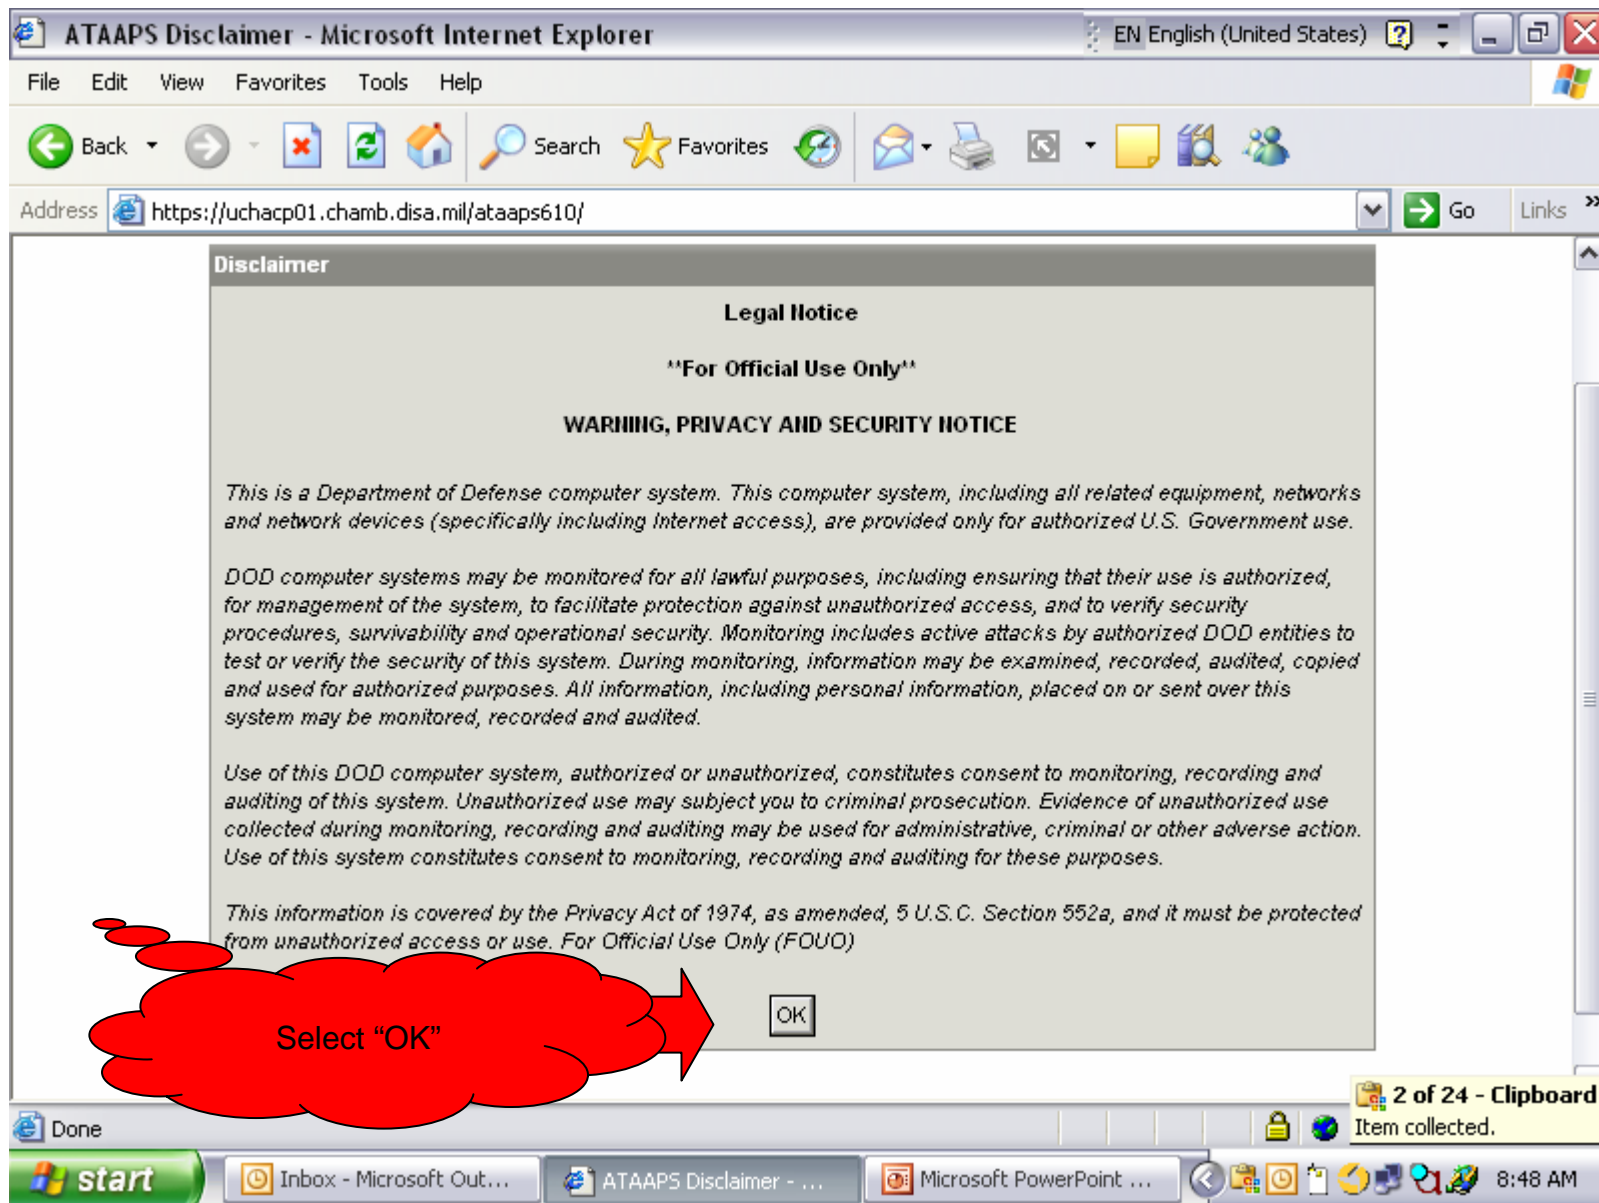 ATAAPS Disclaimer - Microsoft Internet Explorer
EN English (United States)
File Edit View Favorites Tools Help
Back Search Favorites
Address https://uchacp01.chamb.disa.mil/ataaps610/ Go Links »
Disclaimer
Legal Notice
**For Official Use Only**
WARNING, PRIVACY AND SECURITY NOTICE
This is a Department of Defense computer system. This computer system, including all related equipment, networks
and network devices (specifically including Internet access), are provided only for authorized U.S. Government use.
DOD computer systems may be monitored for all lawful purposes, including ensuring that their use is authorized,
for management of the system, to facilitate protection against unauthorized access, and to verify security
procedures, survivability and operational security. Monitoring includes active attacks by authorized DOD entities to
test or verify the security of this system. During monitoring, information may be examined, recorded, audited, copied
and used for authorized purposes. All information, including personal information, placed on or sent over this
system may be monitored, recorded and audited.
Use of this DOD computer system, authorized or unauthorized, constitutes consent to monitoring, recording and
auditing of this system. Unauthorized use may subject you to criminal prosecution. Evidence of unauthorized use
collected during monitoring, recording and auditing may be used for administrative, criminal or other adverse action.
Use of this system constitutes consent to monitoring, recording and auditing for these purposes.
This information is covered by the Privacy Act of 1974, as amended, 5 U.S.C. Section 552a, and it must be protected
from unauthorized access or use. For Official Use Only (FOUO)
OK
Select “OK”
2 of 24 - Clipboard
Item collected.
Done
start Inbox - Microsoft Out... ATAAPS Disclaimer - ... Microsoft PowerPoint ... 8:48 AM